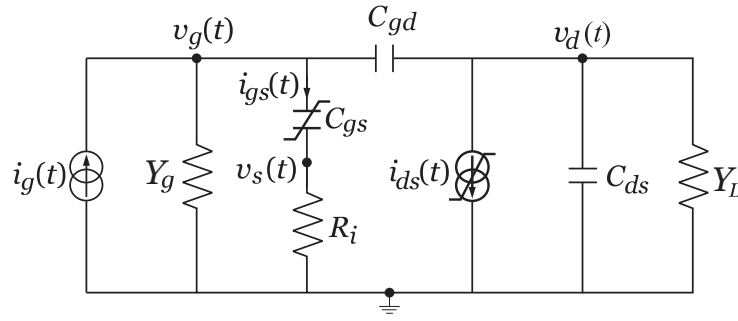 v_g(t)
C_gd
v_d(t)
i_gs(t)
C_gs
i_g(t)
Y_g
v_s(t)
i_ds(t)
C_ds
Y_L
R_i